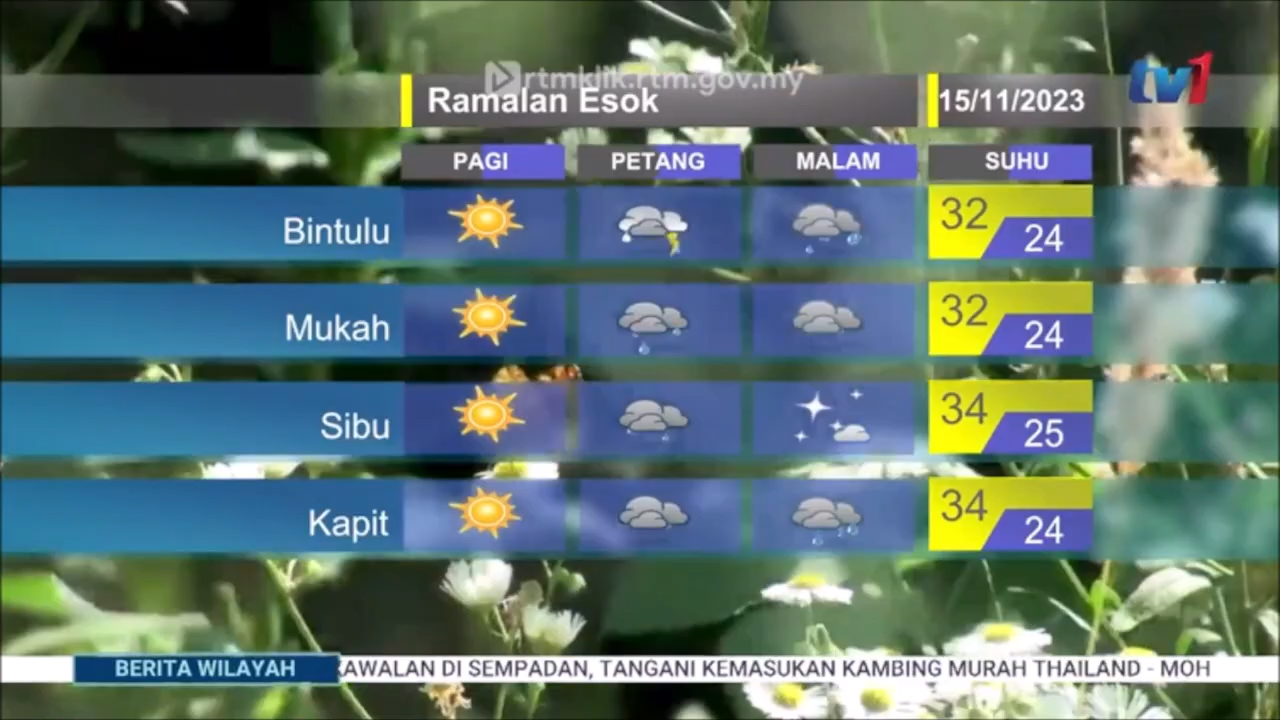 rtmklik.rtm.gov.my
tv1
Ramalan Esok 15/11/2023
PAGI PETANG MALAM SUHU
Bintulu 32 24
Mukah 32 24
Sibu 34 25
Kapit 34 24
BERITA WILAYAH KAWALAN DI SEMPADAN, TANGANI KEMASUKAN KAMBING MURAH THAILAND - MOH